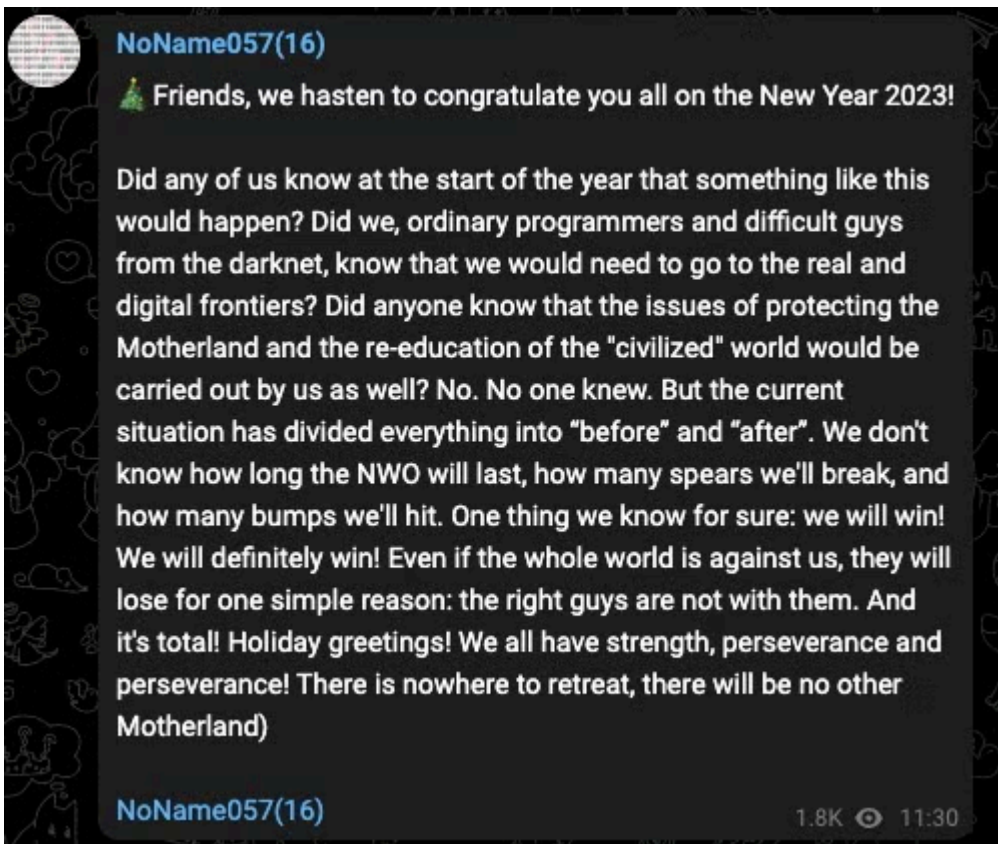 NoName057(16)
🎄 Friends, we hasten to congratulate you all on the New Year 2023!
Did any of us know at the start of the year that something like this
would happen? Did we, ordinary programmers and difficult guys
from the darknet, know that we would need to go to the real and
digital frontiers? Did anyone know that the issues of protecting the
Motherland and the re-education of the "civilized" world would be
carried out by us as well? No. No one knew. But the current
situation has divided everything into “before” and “after”. We don't
know how long the NWO will last, how many spears we'll break, and
how many bumps we'll hit. One thing we know for sure: we will win!
We will definitely win! Even if the whole world is against us, they will
lose for one simple reason: the right guys are not with them. And
it's total! Holiday greetings! We all have strength, perseverance and
perseverance! There is nowhere to retreat, there will be no other
Motherland)
NoName057(16)
1.8K 11:30